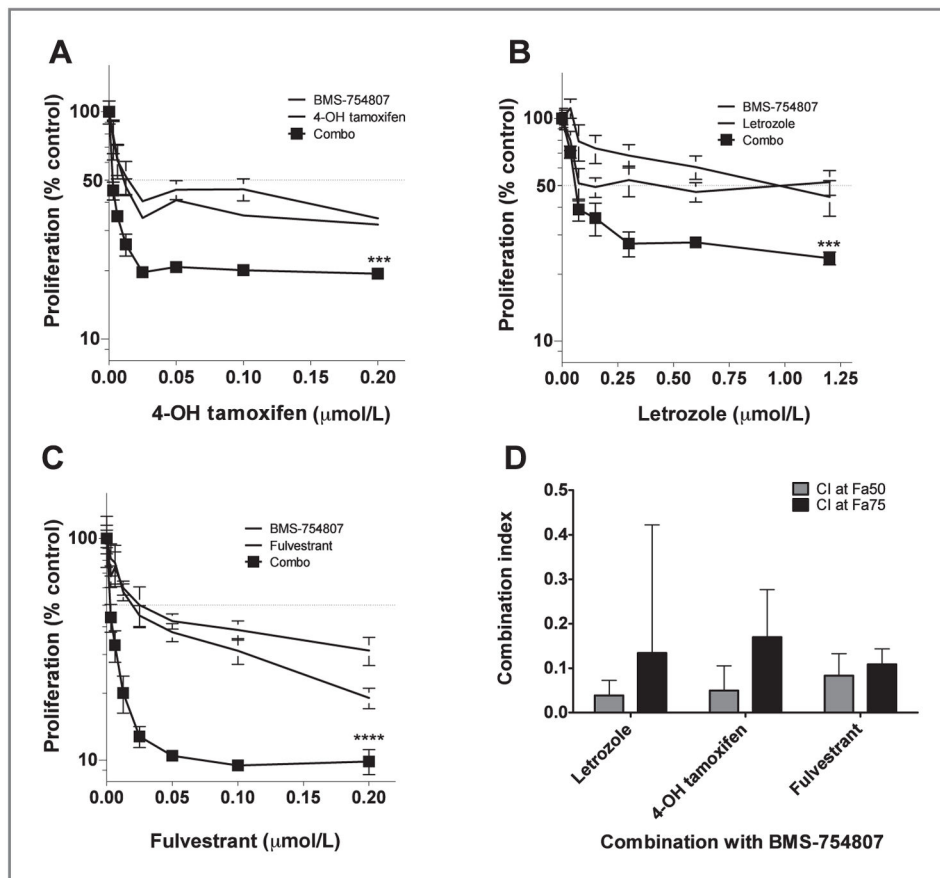 A
Proliferation (% control)
100
50
10
BMS-754807
4-OH tamoxifen
Combo
***
0.00 0.05 0.10 0.15 0.20
4-OH tamoxifen (μmol/L)
B
Proliferation (% control)
100
50
10
BMS-754807
Letrozole
Combo
***
0.00 0.25 0.50 0.75 1.00 1.25
Letrozole (μmol/L)
C
Proliferation (% control)
100
10
BMS-754807
Fulvestrant
Combo
****
0.00 0.05 0.10 0.15 0.20
Fulvestrant (μmol/L)
D
Combination index
0.5
0.4
0.3
0.2
0.1
0.0
CI at Fa50
CI at Fa75
Letrozole
4-OH tamoxifen
Fulvestrant
Combination with BMS-754807